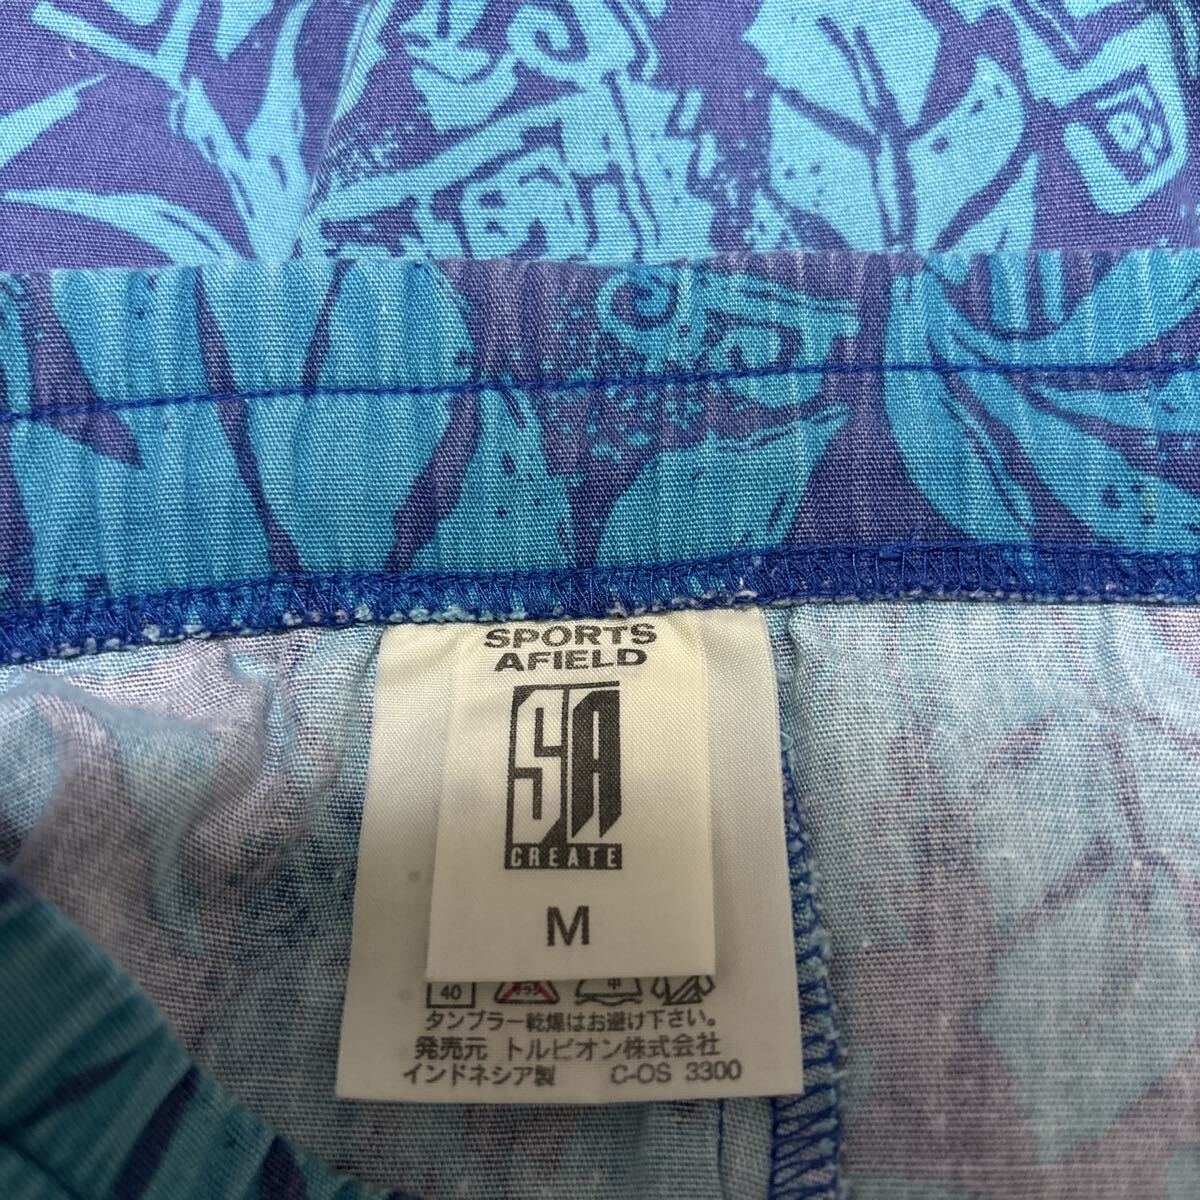 SPORTS
AFIELD
SA
CREATE
M
40 中
タンブラー乾燥はお避け下さい。
発売元 トルビオン株式会社
インドネシア製 C-OS 3300